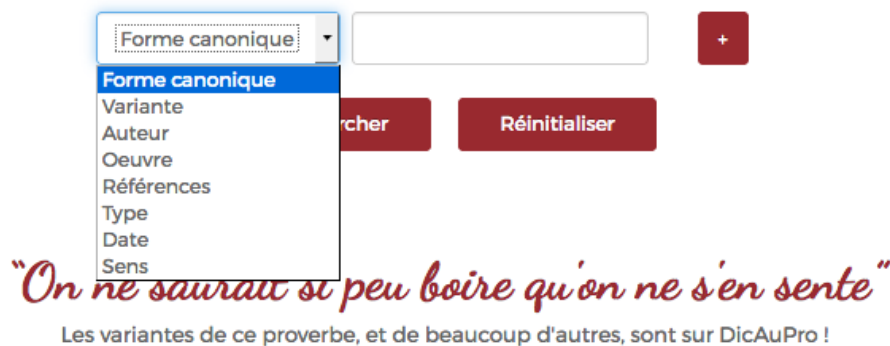 Forme canonique
+
Forme canonique
Variante
Auteur
Oeuvre
Références
Type
Date
Sens
rcher
Réinitialiser
“On ne saurait si peu boire qu'on ne s'en sente”
Les variantes de ce proverbe, et de beaucoup d'autres, sont sur DicAuPro !